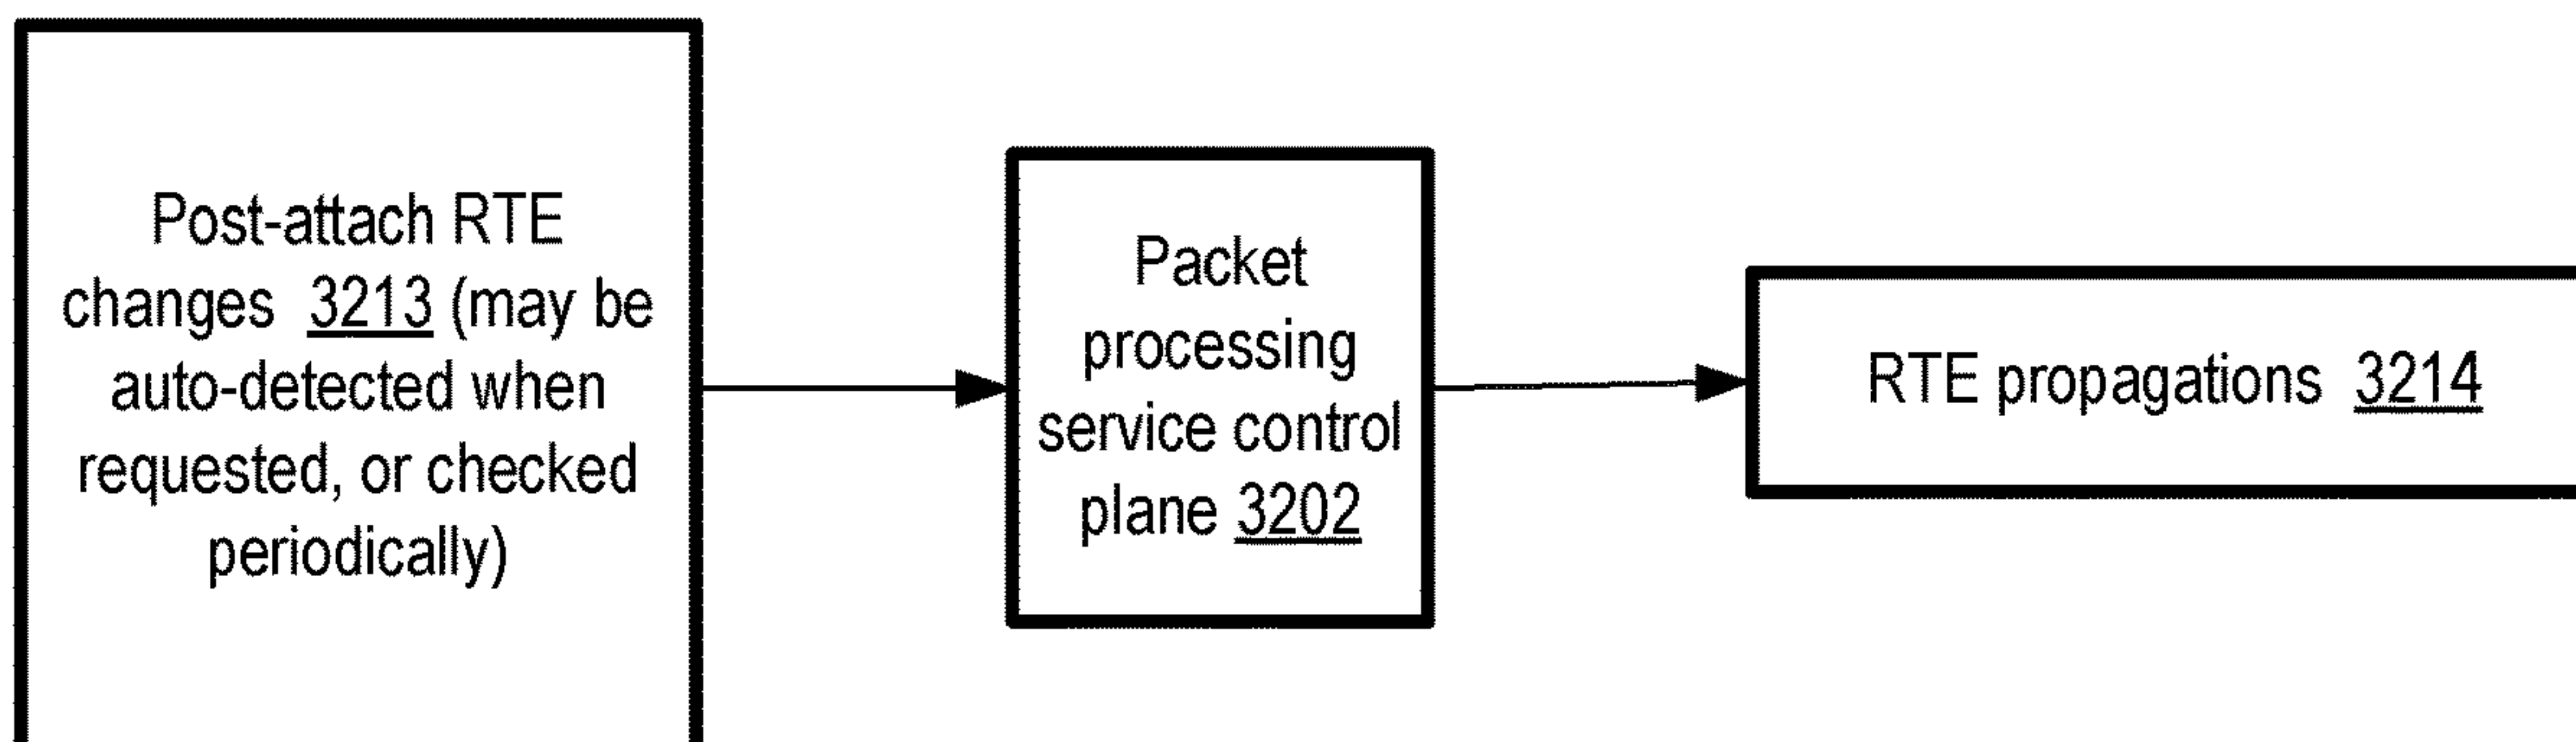 Post-attach RTE
changes 3213 (may be
auto-detected when
requested, or checked
periodically)
Packet
processing
service control
plane 3202
RTE propagations 3214